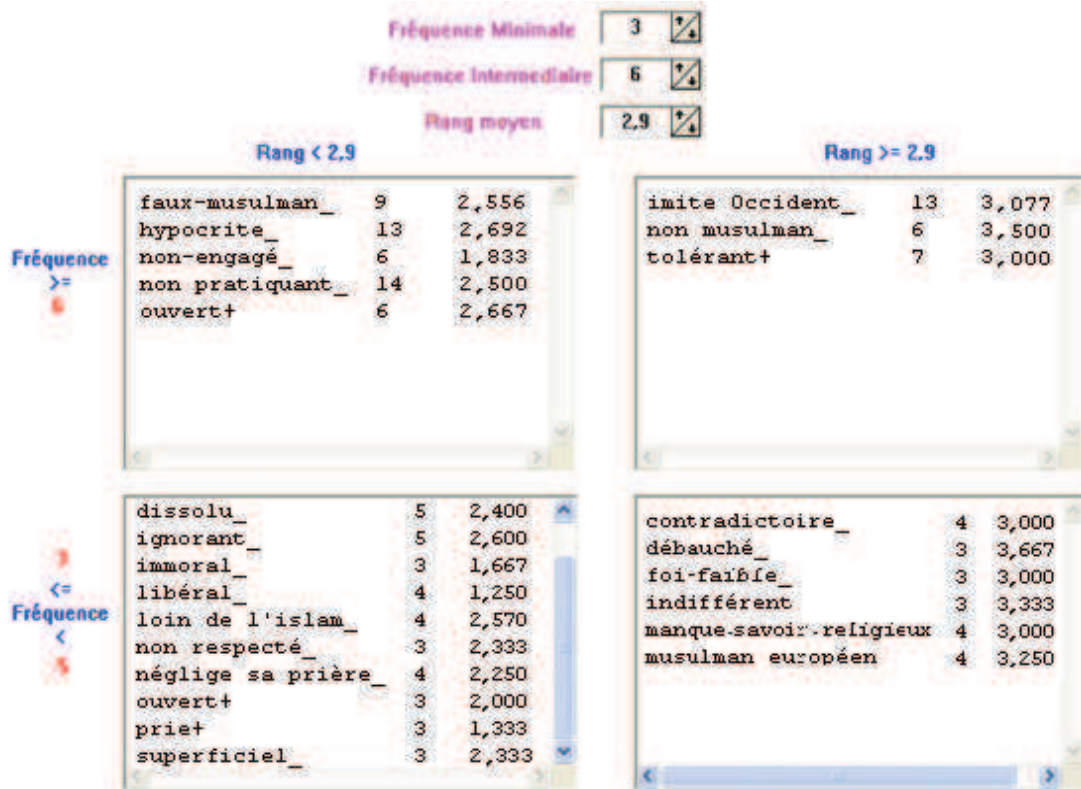 Fréquence Minimale 3
Fréquence Intermediaire 6
Rang moyen 2,9
Rang < 2,9
Rang >= 2,9
Fréquence
>=
6
faux-musulman_ 9 2,556
hypocrite_ 13 2,692
non-engagé_ 6 1,833
non pratiquant_ 14 2,500
ouvert+ 6 2,667
imite Occident_ 13 3,077
non musulman_ 6 3,500
tolérant+ 7 3,000
3
<=
Fréquence
<
5
dissolu_ 5 2,400
ignorant_ 5 2,600
immoral_ 3 1,667
libéral_ 4 1,250
loin de l'islam_ 4 2,570
non respecté_ 3 2,333
néglige sa prière_ 4 2,250
ouvert+ 3 2,000
prie+ 3 1,333
superficiel_ 3 2,333
contradictoire_ 4 3,000
débauché_ 3 3,667
foi-faible_ 3 3,000
indifférent 3 3,333
manque-savoir-religieux 4 3,000
musulman européen 4 3,250